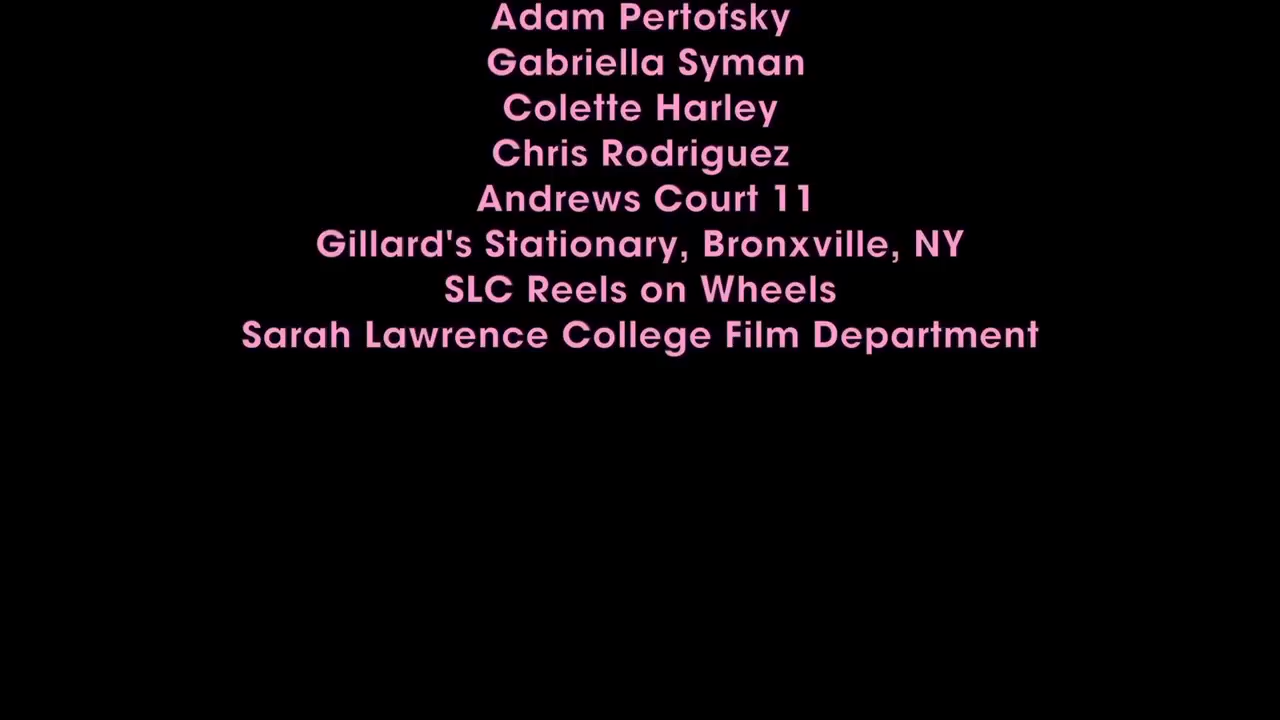 Adam Pertofsky
Gabriella Syman
Colette Harley
Chris Rodriguez
Andrews Court 11
Gillard's Stationary, Bronxville, NY
SLC Reels on Wheels
Sarah Lawrence College Film Department